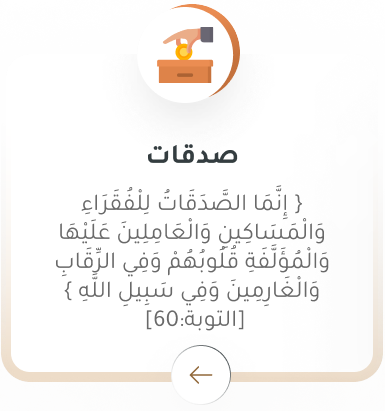 صدقات
{ إِنَّمَا الصَّدَقَاتُ لِلْفُقَرَاءِ
وَالْمَسَاكِينِ وَالْعَامِلِينَ عَلَيْهَا
وَالْمُؤَلَّفَةِ قُلُوبُهُمْ وَفِي الرِّقَابِ
وَالْغَارِمِينَ وَفِي سَبِيلِ اللَّهِ }
[التوبة:60]